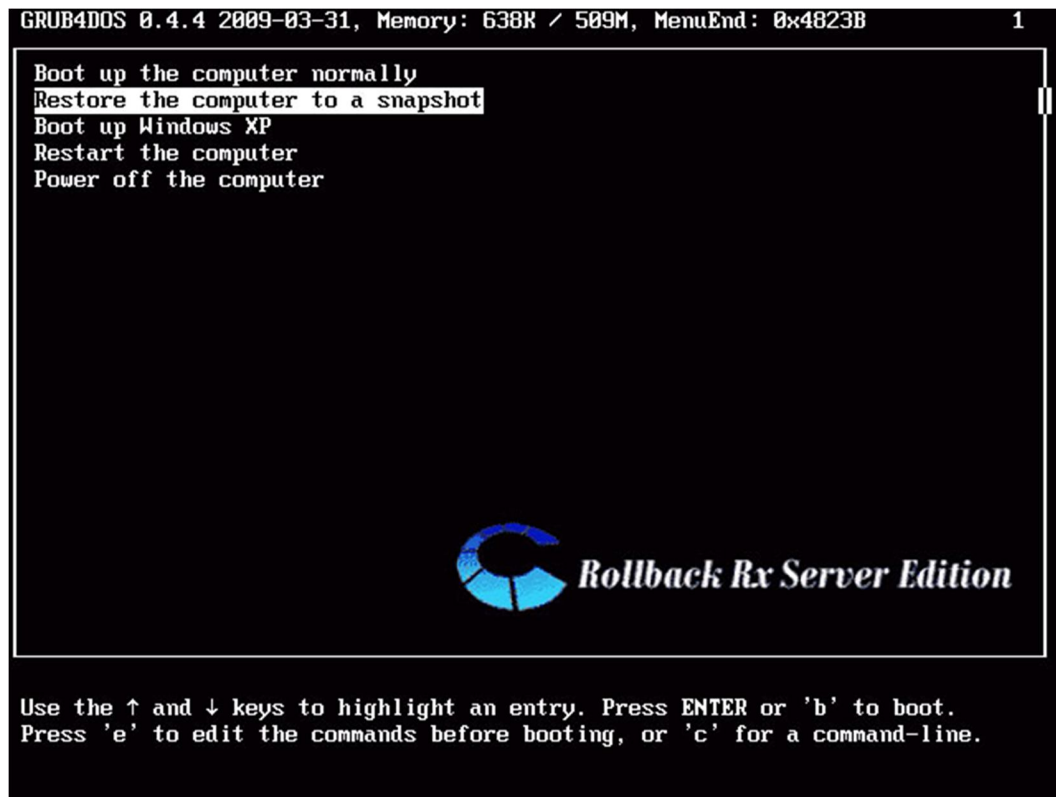 GRUB4DOS 0.4.4 2009-03-31, Memory: 638K / 509M, MenuEnd: 0x4823B 1
Boot up the computer normally
Restore the computer to a snapshot
Boot up Windows XP
Restart the computer
Power off the computer
Rollback Rx Server Edition
Use the ↑ and ↓ keys to highlight an entry. Press ENTER or 'b' to boot.
Press 'e' to edit the commands before booting, or 'c' for a command-line.